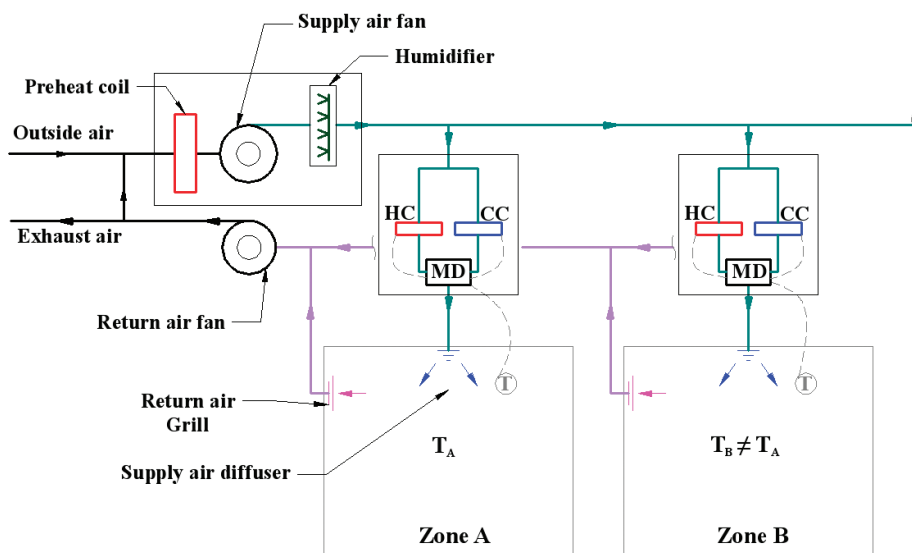 Supply air fan
Humidifier
Preheat coil
Outside air
HC
CC
HC
CC
Exhaust air
MD
MD
Return air fan
T
T
Return air
Grill
T_A
T_B ≠ T_A
Supply air diffuser
Zone A
Zone B